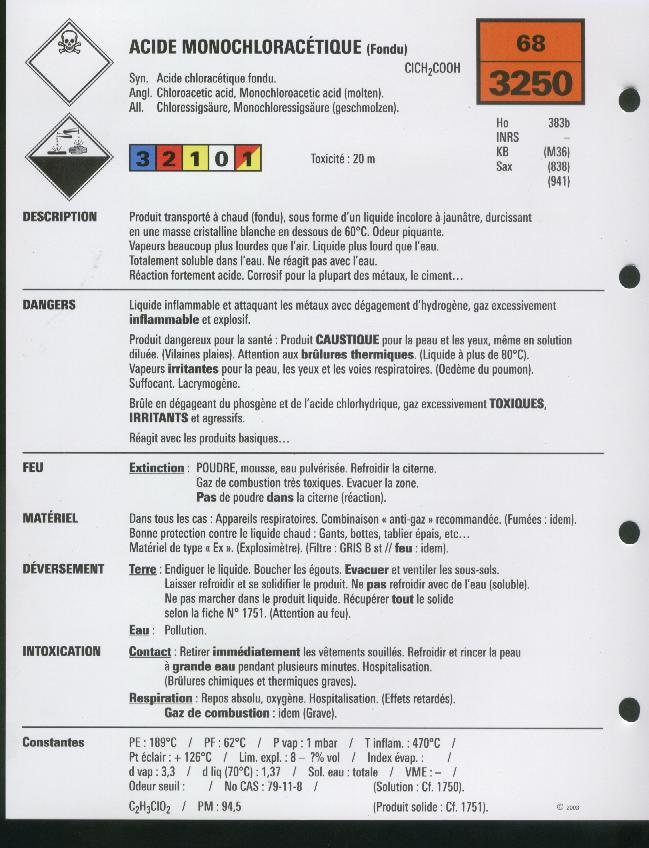 ACIDE MONOCHLORACÉTIQUE (Fondu)
ClCH2COOH
Syn. Acide chloracétique fondu.
Angl. Chloroacetic acid, Monochloroacetic acid (molten).
All. Chloressigsäure, Monochloressigsäure (geschmolzen).
68
3250
Ho 383b
INRS –
KB (M36)
Sax (838)
(941)
3 2 1 0 1
Toxicité : 20 m
DESCRIPTION
Produit transporté à chaud (fondu), sous forme d'un liquide incolore à jaunâtre, durcissant
en une masse cristalline blanche en dessous de 60°C. Odeur piquante.
Vapeurs beaucoup plus lourdes que l'air. Liquide plus lourd que l'eau.
Totalement soluble dans l'eau. Ne réagit pas avec l'eau.
Réaction fortement acide. Corrosif pour la plupart des métaux, le ciment...
DANGERS
Liquide inflammable et attaquant les métaux avec dégagement d'hydrogène, gaz excessivement
inflammable et explosif.
Produit dangereux pour la santé : Produit CAUSTIQUE pour la peau et les yeux, même en solution
diluée. (Vilaines plaies). Attention aux brûlures thermiques. (Liquide à plus de 80°C).
Vapeurs irritantes pour la peau, les yeux et les voies respiratoires. (Oedème du poumon).
Suffocant. Lacrymogène.
Brûle en dégageant du phosgène et de l'acide chlorhydrique, gaz excessivement TOXIQUES,
IRRITANTS et agressifs.
Réagit avec les produits basiques...
FEU
Extinction : POUDRE, mousse, eau pulvérisée. Refroidir la citerne.
Gaz de combustion très toxiques. Evacuer la zone.
Pas de poudre dans la citerne (réaction).
MATÉRIEL
Dans tous les cas : Appareils respiratoires. Combinaison « anti-gaz » recommandée. (Fumées : idem).
Bonne protection contre le liquide chaud : Gants, bottes, tablier épais, etc...
Matériel de type « Ex ». (Explosimètre). (Filtre : GRIS B st // feu : idem).
DÉVERSEMENT
Terre : Endiguer le liquide. Boucher les égouts. Evacuer et ventiler les sous-sols.
Laisser refroidir et se solidifier le produit. Ne pas refroidir avec de l'eau (soluble).
Ne pas marcher dans le produit liquide. Récupérer tout le solide
selon la fiche N° 1751. (Attention au feu).
Eau : Pollution.
INTOXICATION
Contact : Retirer immédiatement les vêtements souillés. Refroidir et rincer la peau
à grande eau pendant plusieurs minutes. Hospitalisation.
(Brûlures chimiques et thermiques graves).
Respiration : Repos absolu, oxygène. Hospitalisation. (Effets retardés).
Gaz de combustion : idem (Grave).
Constantes
PE : 189°C / PF : 62°C / P vap : 1 mbar / T inflam. : 470°C /
Pt éclair : + 126°C / Lim. expl. : 8 – ?% vol / Index évap. : /
d vap : 3,3 / d liq (70°C) : 1,37 / Sol. eau : totale / VME : – /
Odeur seuil : / No CAS : 79-11-8 / (Solution : Cf. 1750).
C2H3ClO2 / PM : 94,5 (Produit solide : Cf. 1751).
© 2003